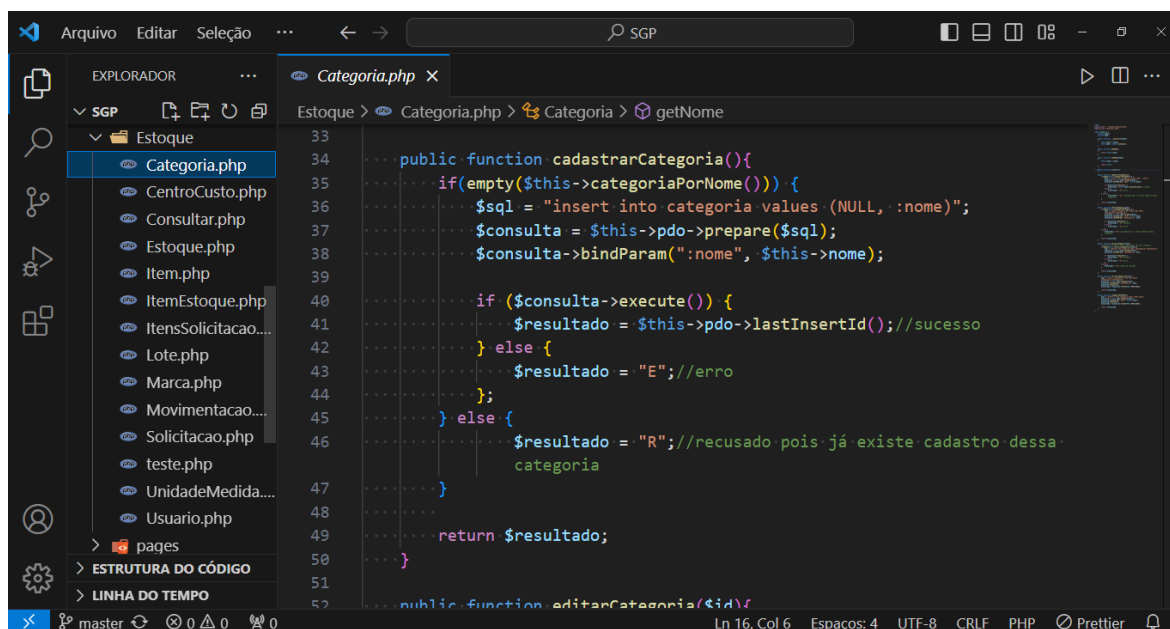 Arquivo Editar Seleção ··· ← → SGP
EXPLORADOR ···
Categoria.php ×
SGP
Estoque > Categoria.php > Categoria > getNome
Estoque
Categoria.php
CentroCusto.php
Consultar.php
Estoque.php
Item.php
ItemEstoque.php
ItensSolicitacao....
Lote.php
Marca.php
Movimentacao....
Solicitacao.php
teste.php
UnidadeMedida....
Usuario.php
pages
ESTRUTURA DO CÓDIGO
LINHA DO TEMPO
33
34 public function cadastrarCategoria(){
35 if(empty($this->categoriaPorNome())) {
36 $sql = "insert into categoria values (NULL, :nome)";
37 $consulta = $this->pdo->prepare($sql);
38 $consulta->bindParam(":nome", $this->nome);
39
40 if ($consulta->execute()) {
41 $resultado = $this->pdo->lastInsertId();//sucesso
42 } else {
43 $resultado = "E";//erro
44 };
45 } else {
46 $resultado = "R";//recusado pois já existe cadastro dessa
categoria
47 }
48
49 return $resultado;
50 }
51
52 public function editarCategoria($id){
master 0 0 0 Ln 16, Col 6 Espaços: 4 UTF-8 CRLF PHP Prettier